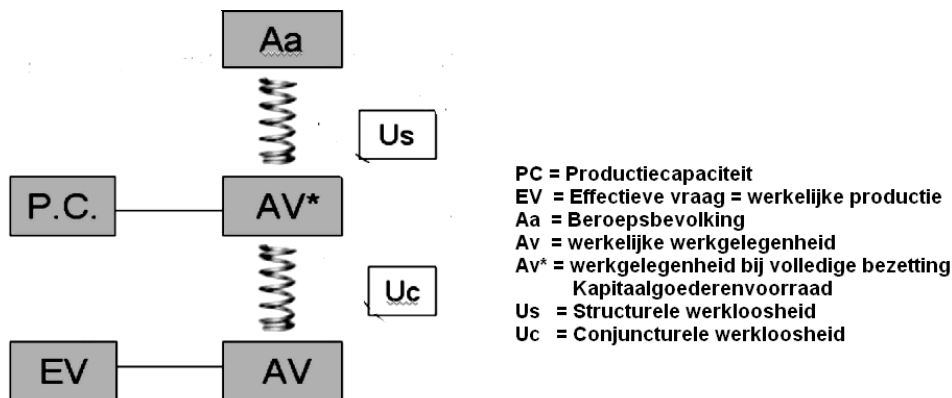 Aa
Us
P.C.
AV*
Uc
EV
AV
PC = Productiecapaciteit
EV = Effectieve vraag = werkelijke productie
Aa = Beroepsbevolking
Av = werkelijke werkgelegenheid
Av* = werkgelegenheid bij volledige bezetting
Kapitaalgoederenvoorraad
Us = Structurele werkloosheid
Uc = Conjuncturele werkloosheid